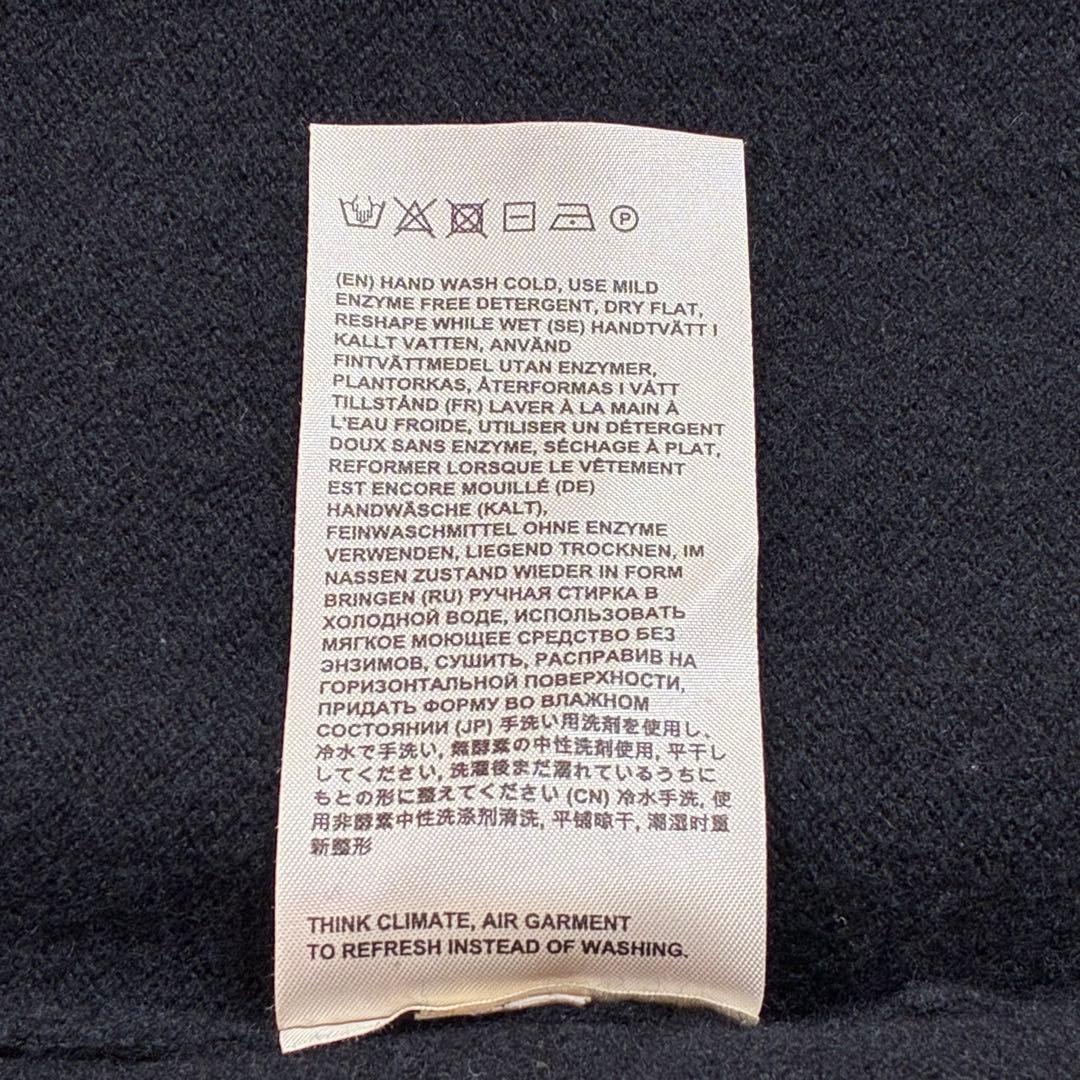 P
(EN) HAND WASH COLD, USE MILD
ENZYME FREE DETERGENT, DRY FLAT,
RESHAPE WHILE WET (SE) HANDTVÄTT I
KALLT VATTEN, ANVÄND
FINTVÄTTMEDEL UTAN ENZYMER,
PLANTORKAS, ÅTERFORMAS I VÅTT
TILLSTÅND (FR) LAVER À LA MAIN À
L'EAU FROIDE, UTILISER UN DÉTERGENT
DOUX SANS ENZYME, SÉCHAGE À PLAT,
REFORMER LORSQUE LE VÊTEMENT
EST ENCORE MOUILLÉ (DE)
HANDWÄSCHE (KALT),
FEINWASCHMITTEL OHNE ENZYME
VERWENDEN, LIEGEND TROCKNEN, IM
NASSEN ZUSTAND WIEDER IN FORM
BRINGEN (RU) РУЧНАЯ СТИРКА В
ХОЛОДНОЙ ВОДЕ, ИСПОЛЬЗОВАТЬ
МЯГКОЕ МОЮЩЕЕ СРЕДСТВО БЕЗ
ЭНЗИМОВ, СУШИТЬ, РАСПРАВИВ НА
ГОРИЗОНТАЛЬНОЙ ПОВЕРХНОСТИ,
ПРИДАТЬ ФОРМУ ВО ВЛАЖНОМ
СОСТОЯНИИ (JP) 手洗い用洗剤を使用し、
冷水で手洗い, 無酵素の中性洗剤使用, 平干し
してください, 洗濯後まだ濡れているうちに
もとの形に整えてください (CN) 冷水手洗, 使
用非酵素中性洗涤剂清洗, 平铺晾干, 潮湿时重
新整形
THINK CLIMATE, AIR GARMENT
TO REFRESH INSTEAD OF WASHING.